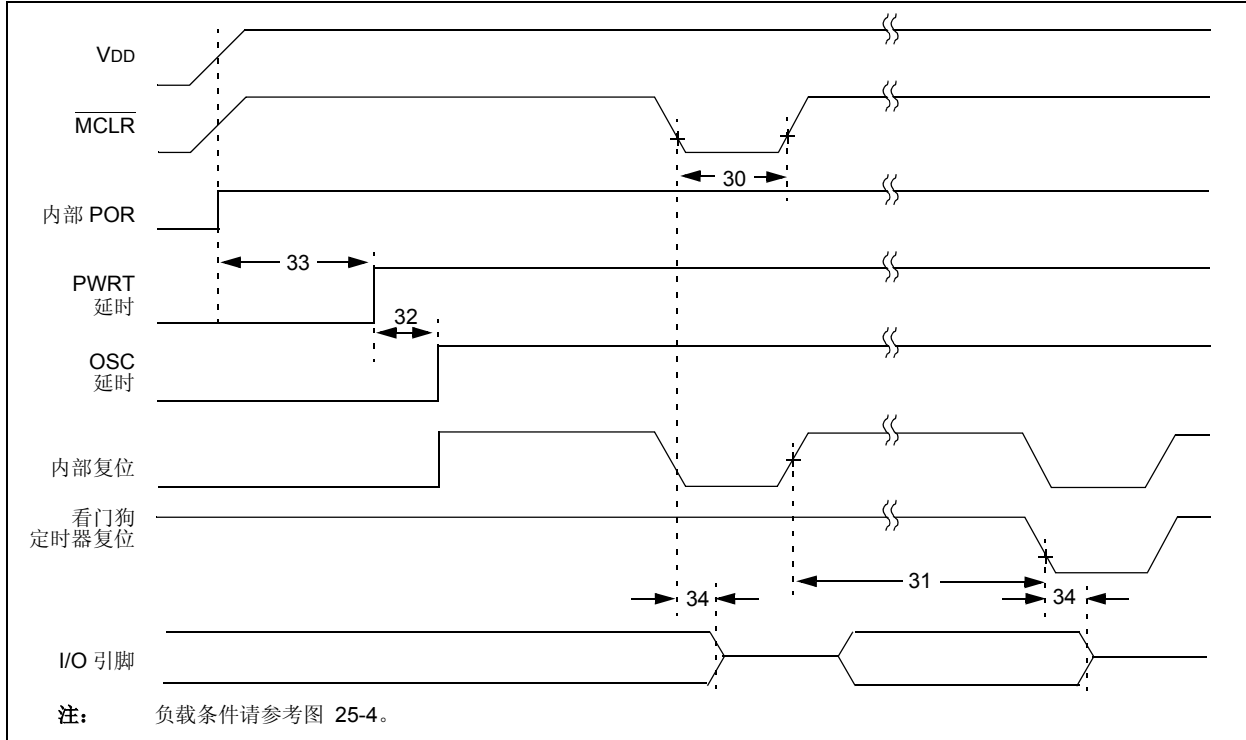 VDD
MCLR
30
内部 POR
33
PWRT
延时
32
OSC
延时
内部复位
看门狗
定时器复位
31
34
34
I/O 引脚
注： 负载条件请参考图 25-4。